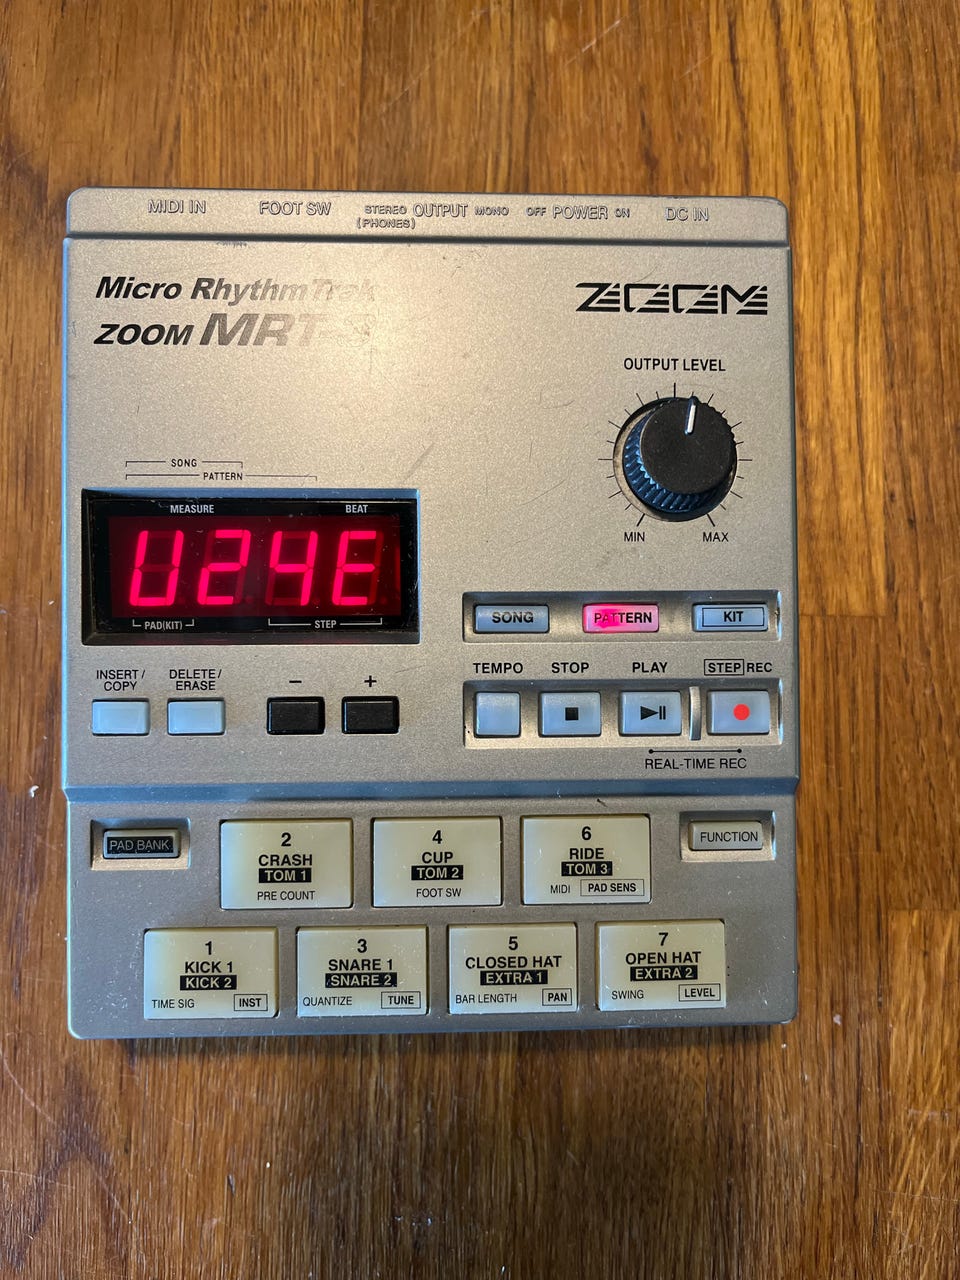 MIDI IN FOOT SW STEREO OUTPUT MONO OFF POWER ON DC IN
(PHONES)
Micro RhythmTrak
ZOOM MRT-3
ZOOM
OUTPUT LEVEL
MIN MAX
SONG
PATTERN
MEASURE BEAT
U24E
PAD(KIT) STEP
SONG PATTERN KIT
INSERT/
COPY
DELETE/
ERASE
- +
TEMPO STOP PLAY STEP REC
REAL-TIME REC
PAD BANK
2
CRASH
TOM 1
PRE COUNT
4
CUP
TOM 2
FOOT SW
6
RIDE
TOM 3
MIDI PAD SENS
FUNCTION
1
KICK 1
KICK 2
TIME SIG INST
3
SNARE 1
SNARE 2
QUANTIZE TUNE
5
CLOSED HAT
EXTRA 1
BAR LENGTH PAN
7
OPEN HAT
EXTRA 2
SWING LEVEL